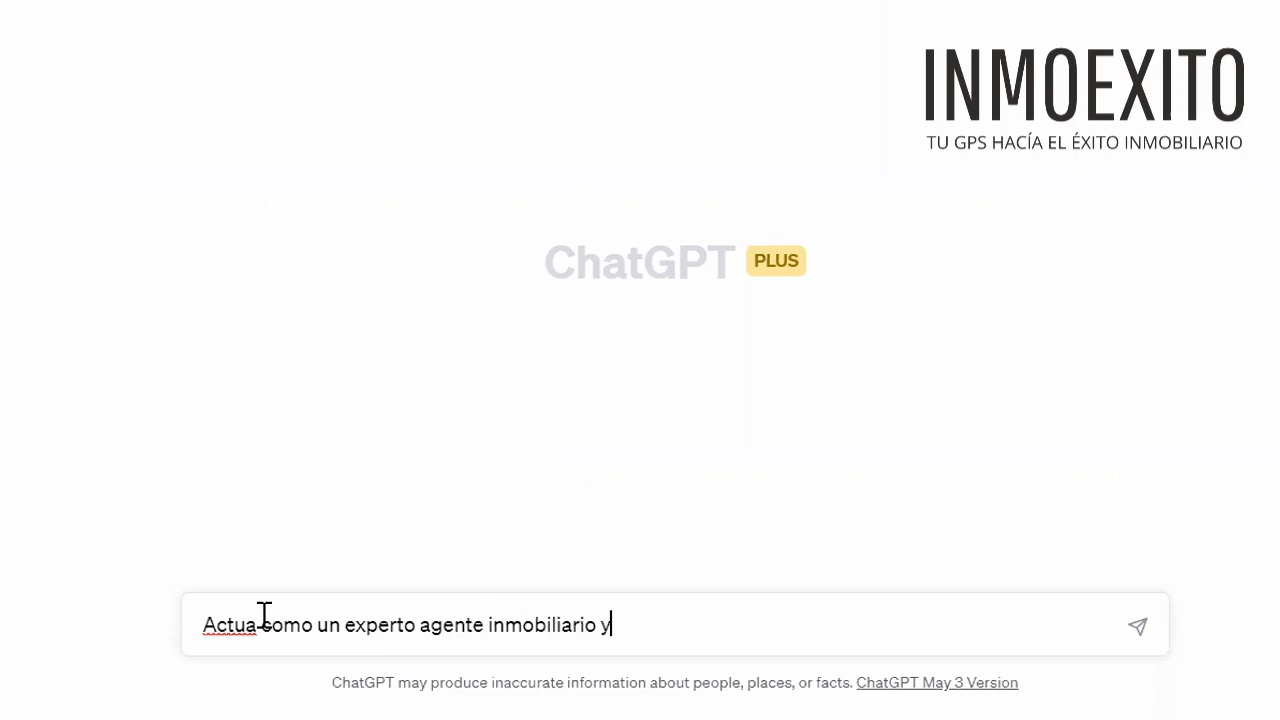 INMOEXITO
TU GPS HACÍA EL ÉXITO INMOBILIARIO
ChatGPT PLUS
Actua como un experto agente inmobiliario y
ChatGPT may produce inaccurate information about people, places, or facts. ChatGPT May 3 Version